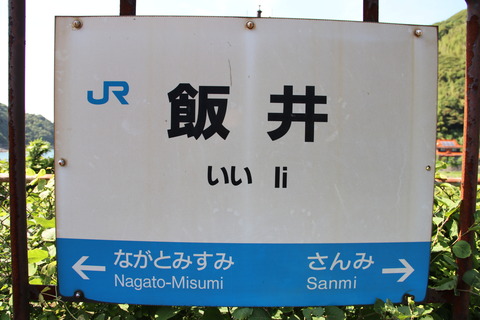 JR
飯井
いい Ii
ながとみすみ さんみ
← Nagato-Misumi Sanmi →